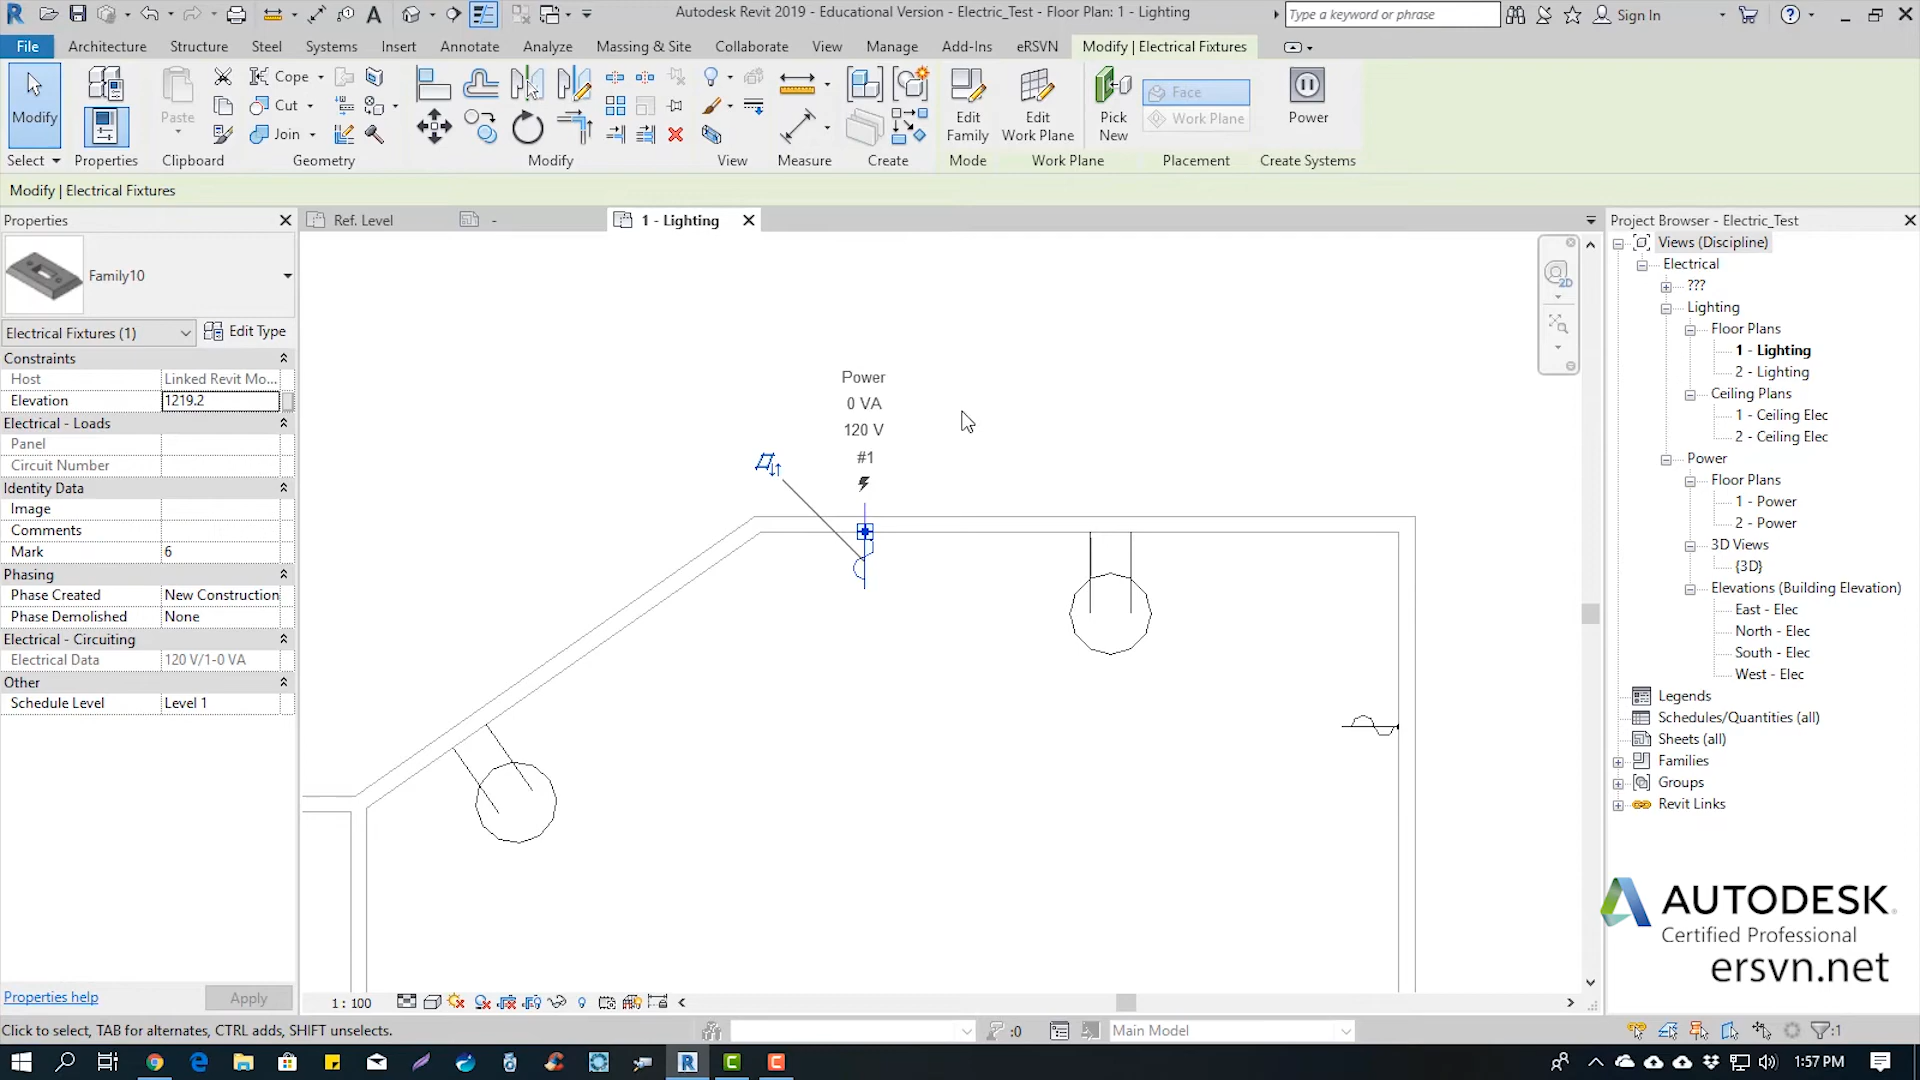 Autodesk Revit 2019 - Educational Version - Electric_Test - Floor Plan: 1 - Lighting
Type a keyword or phrase
Sign In
File
Architecture
Structure
Steel
Systems
Insert
Annotate
Analyze
Massing & Site
Collaborate
View
Manage
Add-Ins
eRSVN
Modify | Electrical Fixtures
Modify
Paste
Cope
Cut
Join
Edit
Family
Edit
Work Plane
Pick
New
Face
Work Plane
Power
Select
Properties
Clipboard
Geometry
Modify
View
Measure
Create
Mode
Work Plane
Placement
Create Systems
Modify | Electrical Fixtures
Properties
Family10
Electrical Fixtures (1)
Edit Type
Constraints
Host Linked Revit Mo...
Elevation 1219.2
Electrical - Loads
Panel
Circuit Number
Identity Data
Image
Comments
Mark 6
Phasing
Phase Created New Construction
Phase Demolished None
Electrical - Circuiting
Electrical Data 120 V/1-0 VA
Other
Schedule Level Level 1
Properties help
Apply
Ref. Level
-
1 - Lighting
2D
Power
0 VA
120 V
#1
1 : 100
Project Browser - Electric_Test
Views (Discipline)
Electrical
???
Lighting
Floor Plans
1 - Lighting
2 - Lighting
Ceiling Plans
1 - Ceiling Elec
2 - Ceiling Elec
Power
Floor Plans
1 - Power
2 - Power
3D Views
{3D}
Elevations (Building Elevation)
East - Elec
North - Elec
South - Elec
West - Elec
Legends
Schedules/Quantities (all)
Sheets (all)
Families
Groups
Revit Links
AUTODESK
Certified Professional
ersvn.net
Click to select, TAB for alternates, CTRL adds, SHIFT unselects.
:0
Main Model
:1
1:57 PM